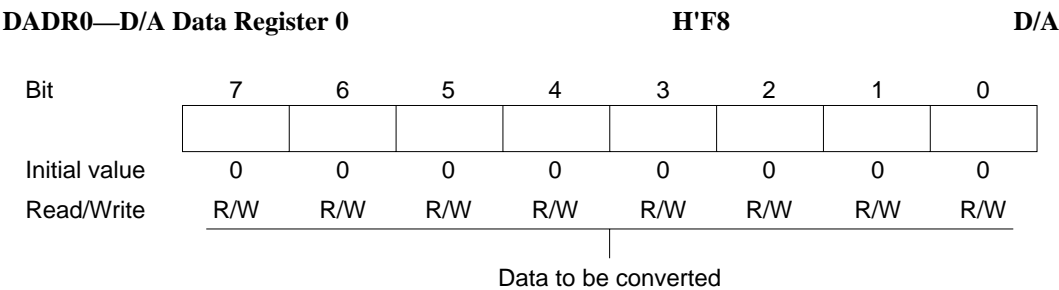 DADR0—D/A Data Register 0 H'F8 D/A
Bit 7 6 5 4 3 2 1 0
Initial value 0 0 0 0 0 0 0 0
Read/Write R/W R/W R/W R/W R/W R/W R/W R/W
Data to be converted